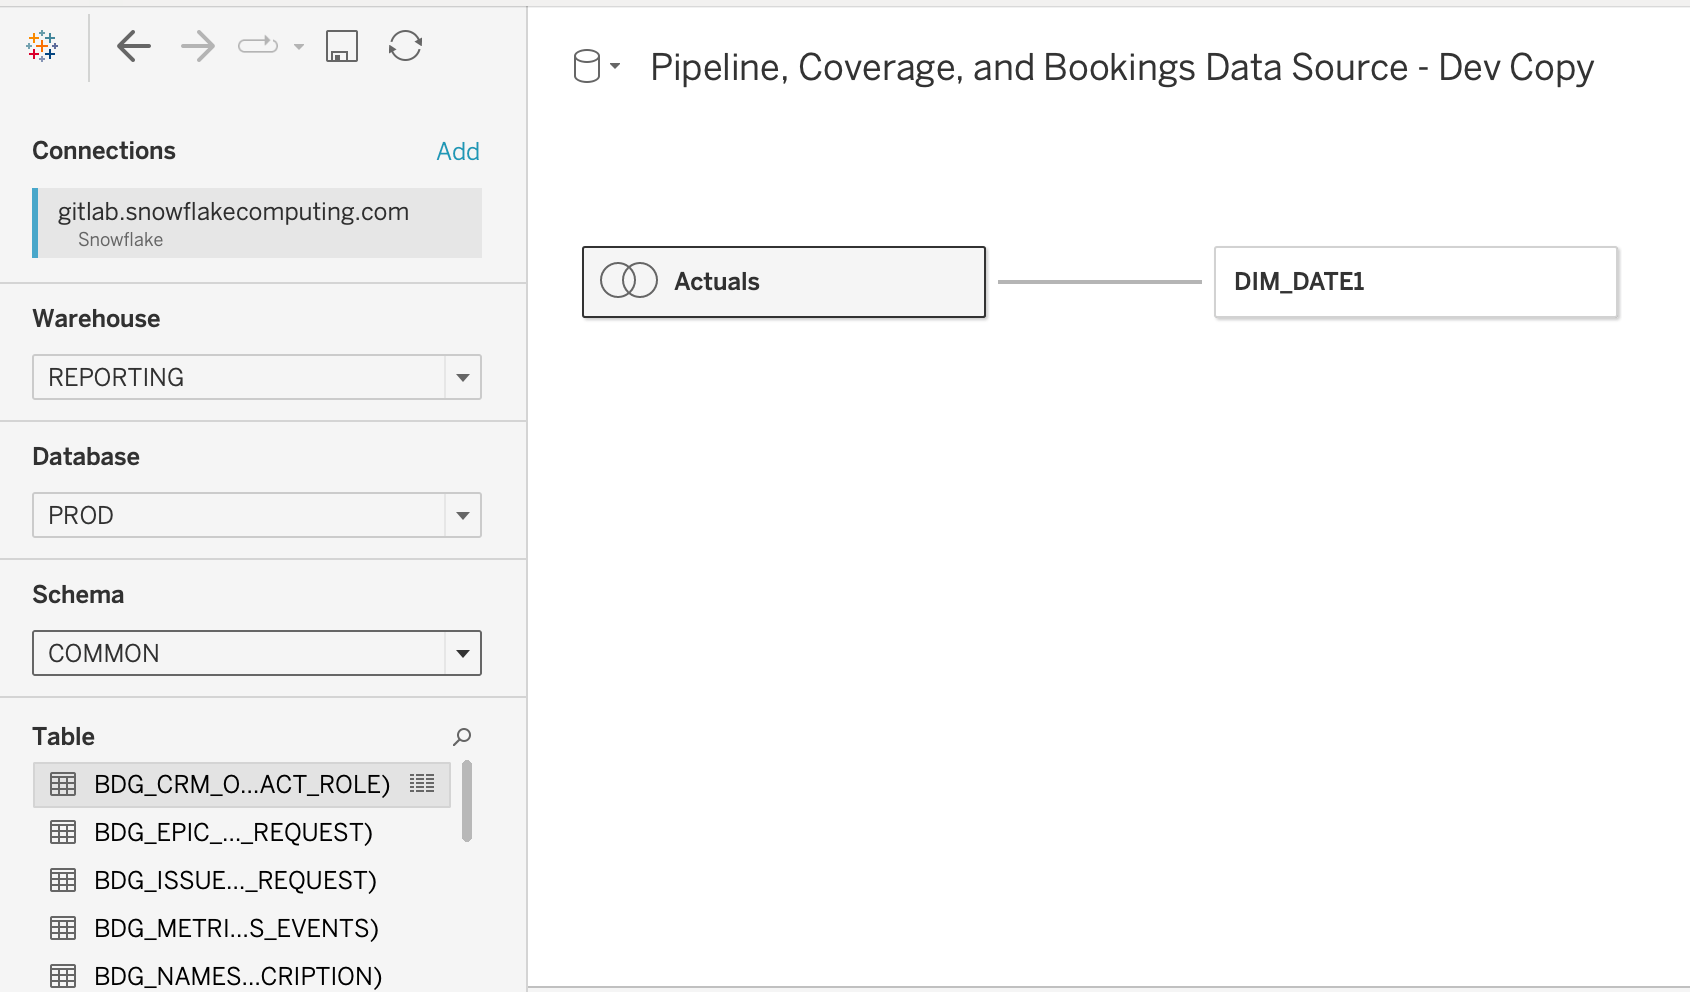 Pipeline, Coverage, and Bookings Data Source - Dev Copy
Connections
Add
gitlab.snowflakecomputing.com
Snowflake
Warehouse
REPORTING
Database
PROD
Schema
COMMON
Table
BDG_CRM_O...ACT_ROLE)
BDG_EPIC_..._REQUEST)
BDG_ISSUE..._REQUEST)
BDG_METRI...S_EVENTS)
BDG_NAMES...CRIPTION)
Actuals
DIM_DATE1